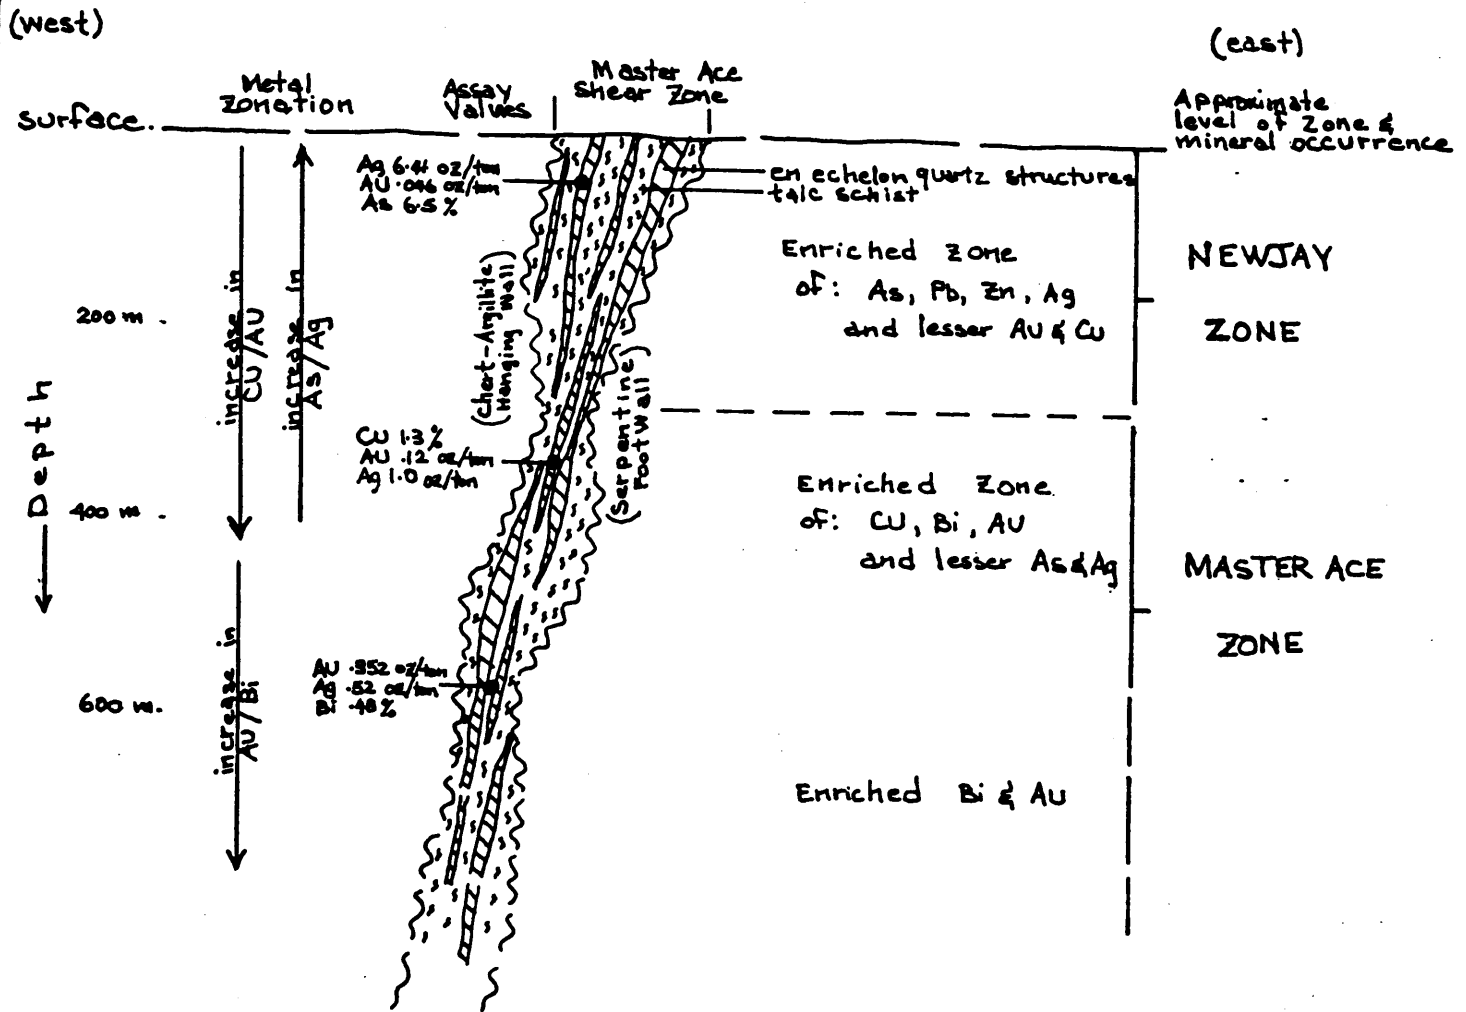 (west)
(east)
Metal
Zonation
Assay
Values
Master Ace
Shear Zone
Approximate
level of Zone &
mineral occurrence
Surface.
Ag 6.41 oz/ton
AU .046 oz/ton
As 6.5 %
en echelon quartz structures
talc schist
Enriched Zone
of: As, Pb, Zn, Ag
and lesser AU & CU
NEWJAY
ZONE
200 m.
increase in
CU/AU
increase in
As/Ag
(Chert-Argillite)
(Hanging Wall)
(Serpentine)
(Footwall)
Depth
CU 1.3 %
AU .12 oz/ton
Ag 1.0 oz/ton
400 m.
Enriched Zone
of: CU, Bi, AU
and lesser As & Ag
MASTER ACE
ZONE
increase in
AU/Bi
AU .952 oz/ton
Ag .52 oz/ton
Bi .48 %
600 m.
Enriched Bi & AU